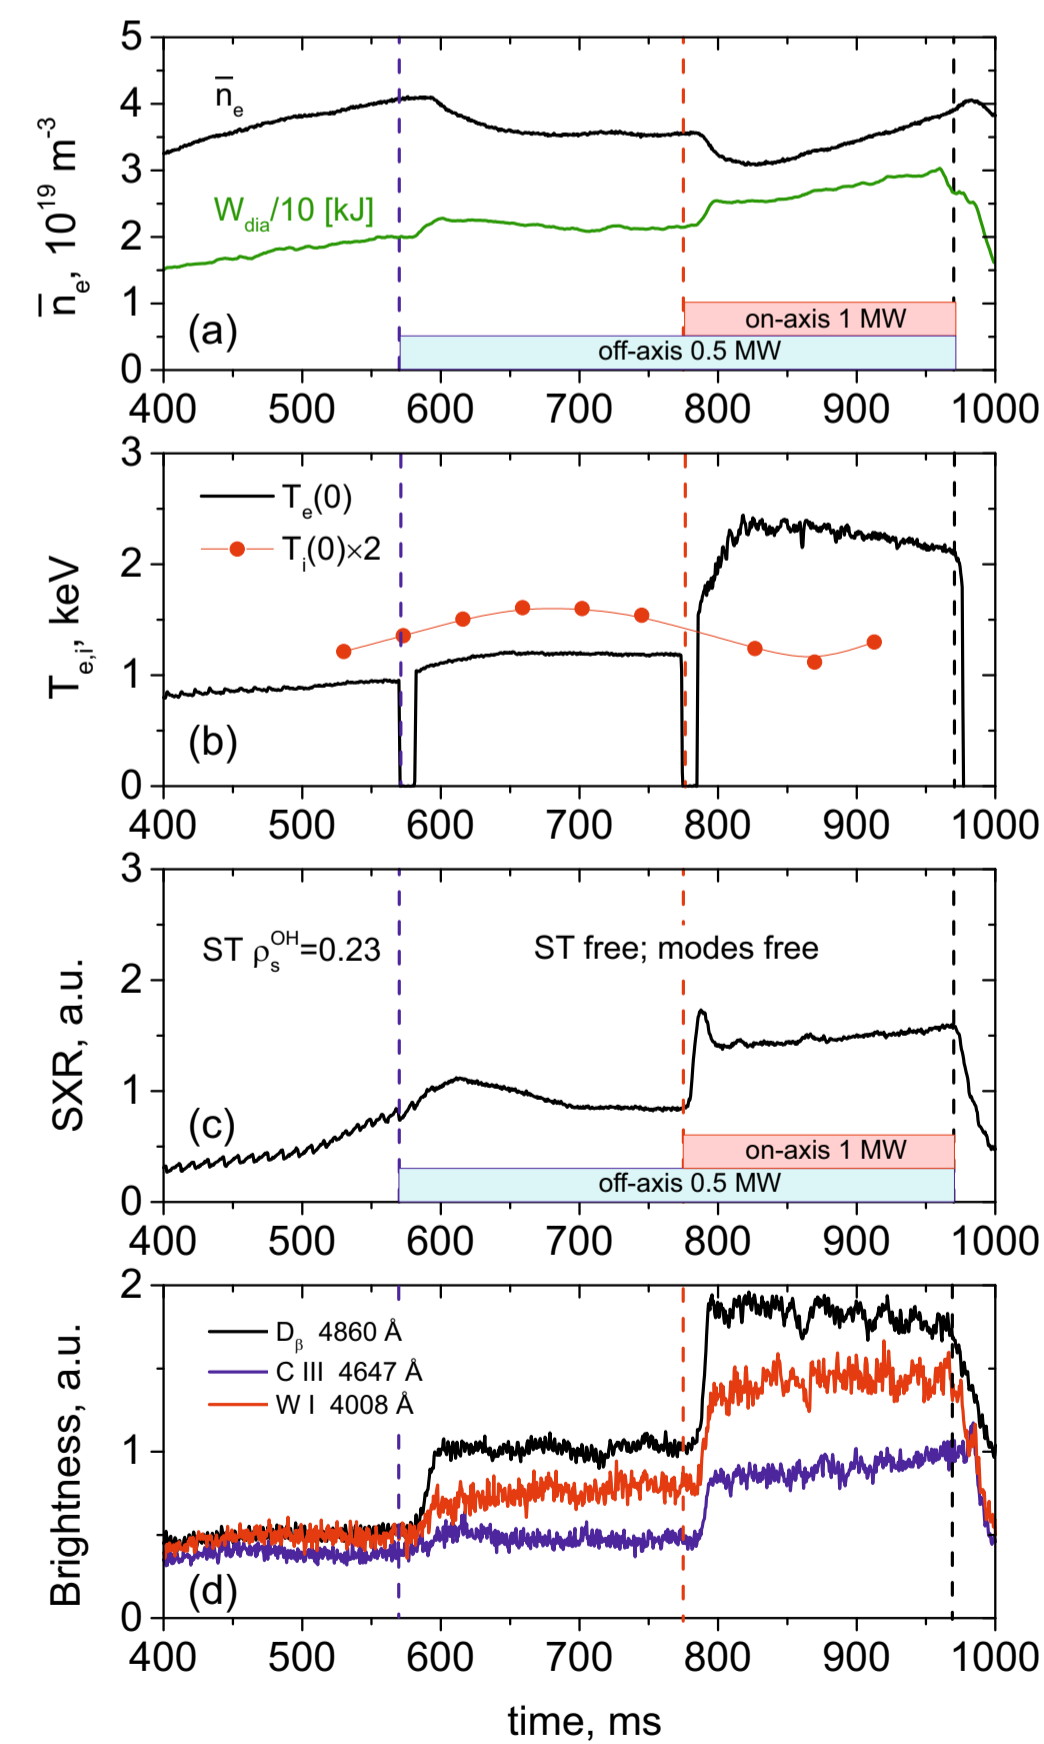 5
4
3
2
1
0
n̅e, 10^19 m^-3
n̅e
Wdia/10 [kJ]
(a)
on-axis 1 MW
off-axis 0.5 MW
400 500 600 700 800 900 1000
3
2
1
0
Te,i, keV
Te(0)
Ti(0)×2
(b)
400 500 600 700 800 900 1000
3
2
1
0
SXR, a.u.
ST ρs^OH=0.23
ST free; modes free
(c)
on-axis 1 MW
off-axis 0.5 MW
400 500 600 700 800 900 1000
2
1
0
Brightness, a.u.
Dβ 4860 Å
C III 4647 Å
W I 4008 Å
(d)
400 500 600 700 800 900 1000
time, ms